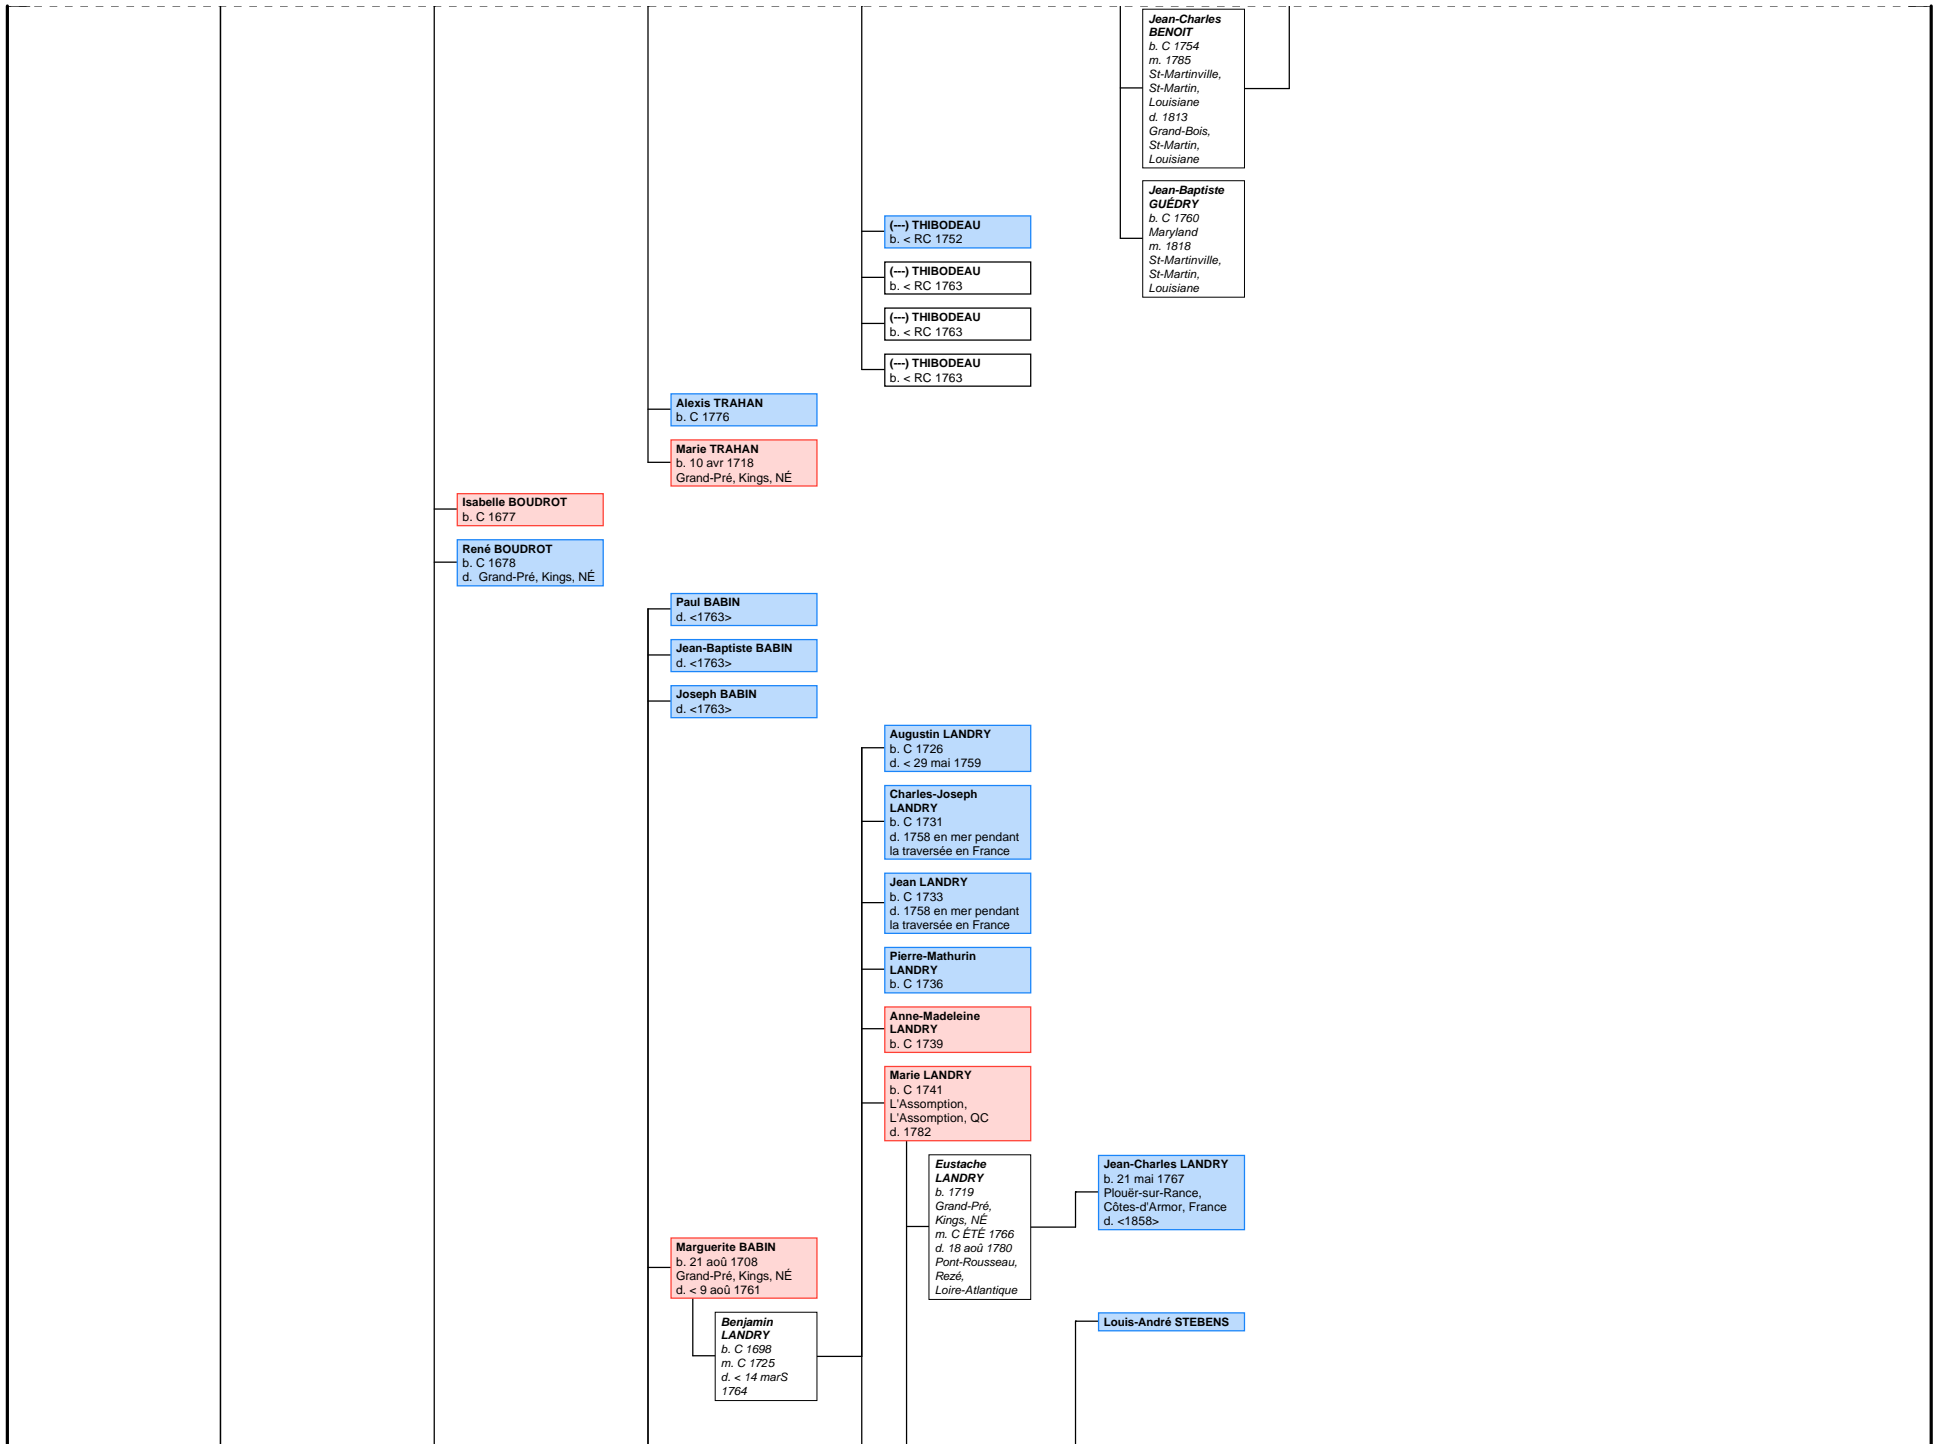 Jean-Charles
BENOIT
b. C 1754
m. 1785
St-Martinville,
St-Martin,
Louisiane
d. 1813
Grand-Bois,
St-Martin,
Louisiane
Jean-Baptiste
GUÉDRY
b. C 1760
Maryland
m. 1818
St-Martinville,
St-Martin,
Louisiane
(---) THIBODEAU
b. < RC 1752
(---) THIBODEAU
b. < RC 1763
(---) THIBODEAU
b. < RC 1763
(---) THIBODEAU
b. < RC 1763
Alexis TRAHAN
b. C 1776
Marie TRAHAN
b. 10 avr 1718
Grand-Pré, Kings, NÉ
Isabelle BOUDROT
b. C 1677
René BOUDROT
b. C 1678
d.  Grand-Pré, Kings, NÉ
Paul BABIN
d. <1763>
Jean-Baptiste BABIN
d. <1763>
Joseph BABIN
d. <1763>
Augustin LANDRY
b. C 1726
d. < 29 mai 1759
Charles-Joseph
LANDRY
b. C 1731
d. 1758 en mer pendant
la traversée en France
Jean LANDRY
b. C 1733
d. 1758 en mer pendant
la traversée en France
Pierre-Mathurin
LANDRY
b. C 1736
Anne-Madeleine
LANDRY
b. C 1739
Marie LANDRY
b. C 1741
L'Assomption,
L'Assomption, QC
d. 1782
Eustache
LANDRY
b. 1719
Grand-Pré,
Kings, NÉ
m. C ÉTÉ 1766
d. 18 aoû 1780
Pont-Rousseau,
Rezé,
Loire-Atlantique
Jean-Charles LANDRY
b. 21 mai 1767
Plouër-sur-Rance,
Côtes-d'Armor, France
d. <1858>
Marguerite BABIN
b. 21 aoû 1708
Grand-Pré, Kings, NÉ
d. < 9 aoû 1761
Benjamin
LANDRY
b. C 1698
m. C 1725
d. < 14 marS
1764
Louis-André STEBENS